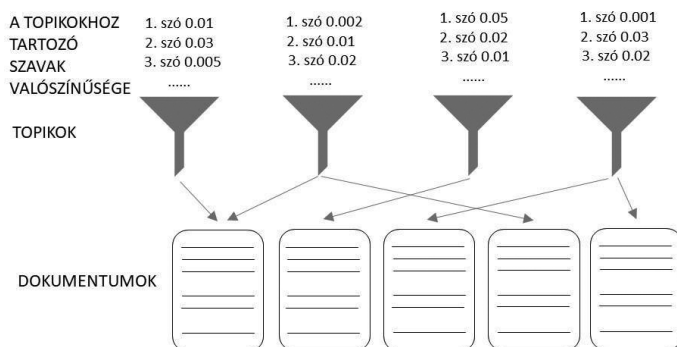 A TOPIKOKHOZ
TARTOZÓ
SZAVAK
VALÓSZÍNŰSÉGE
1. szó 0.01
2. szó 0.03
3. szó 0.005
......
1. szó 0.002
2. szó 0.01
3. szó 0.02
......
1. szó 0.05
2. szó 0.02
3. szó 0.01
......
1. szó 0.001
2. szó 0.03
3. szó 0.02
......
TOPIKOK
DOKUMENTUMOK